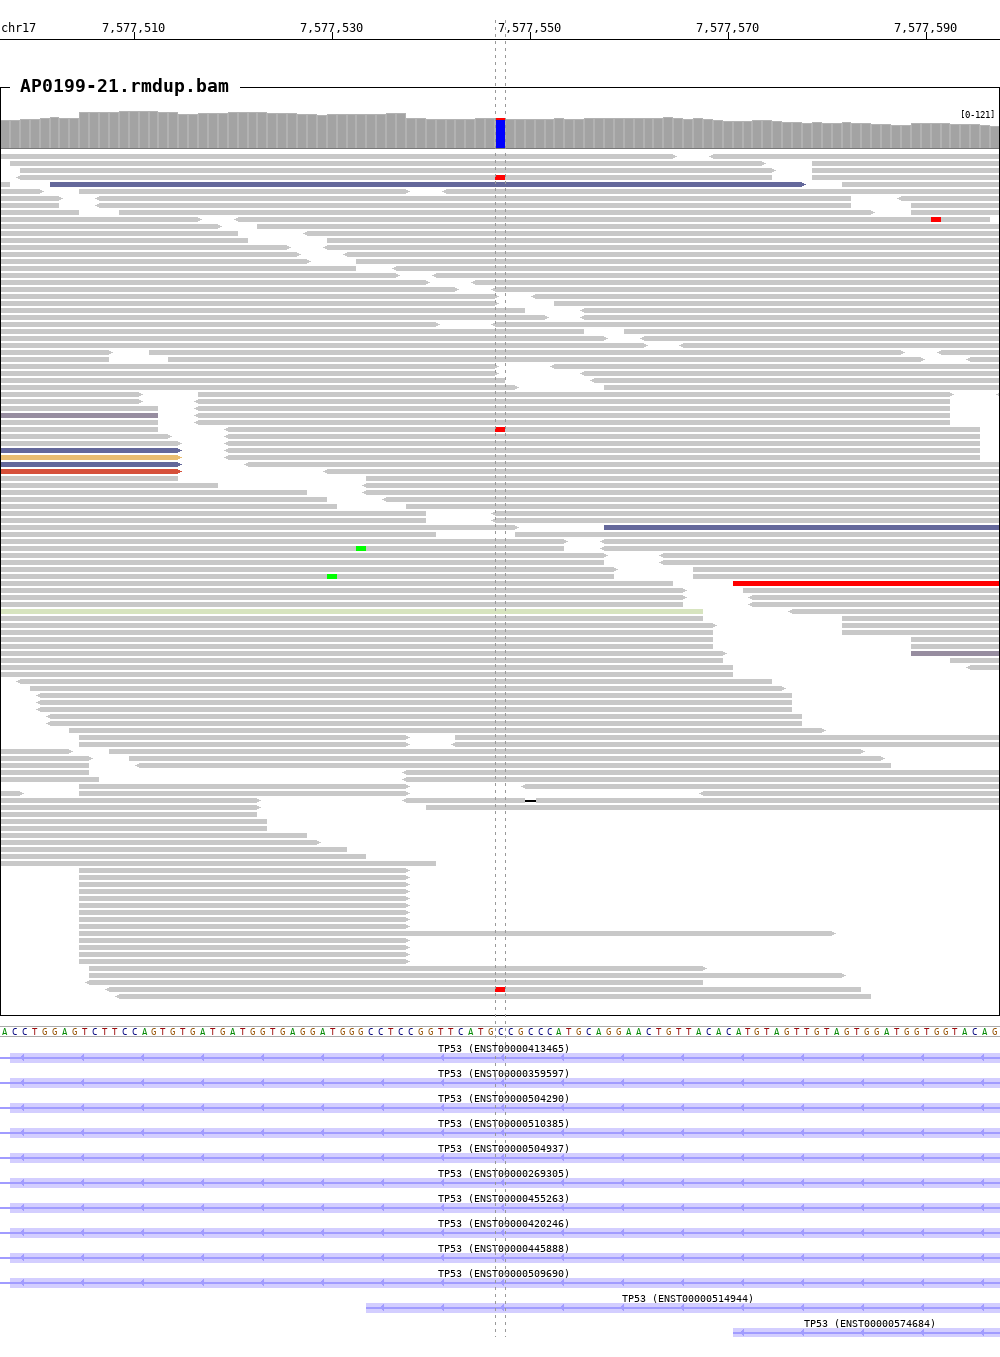 chr17 7,577,510 7,577,530 7,577,550 7,577,570 7,577,590
AP0199-21.rmdup.bam
[0-121]
ACCTGGAGTCTTCCAGTGTGATGATGGTGAGGATGGGCCTCCGGTTCATGCCGCCCATGCAGGAACTGTTACACATGTAGTTGTAGTGGATGGTGGTACAG
TP53 (ENST00000413465)
TP53 (ENST00000359597)
TP53 (ENST00000504290)
TP53 (ENST00000510385)
TP53 (ENST00000504937)
TP53 (ENST00000269305)
TP53 (ENST00000455263)
TP53 (ENST00000420246)
TP53 (ENST00000445888)
TP53 (ENST00000509690)
TP53 (ENST00000514944)
TP53 (ENST00000574684)